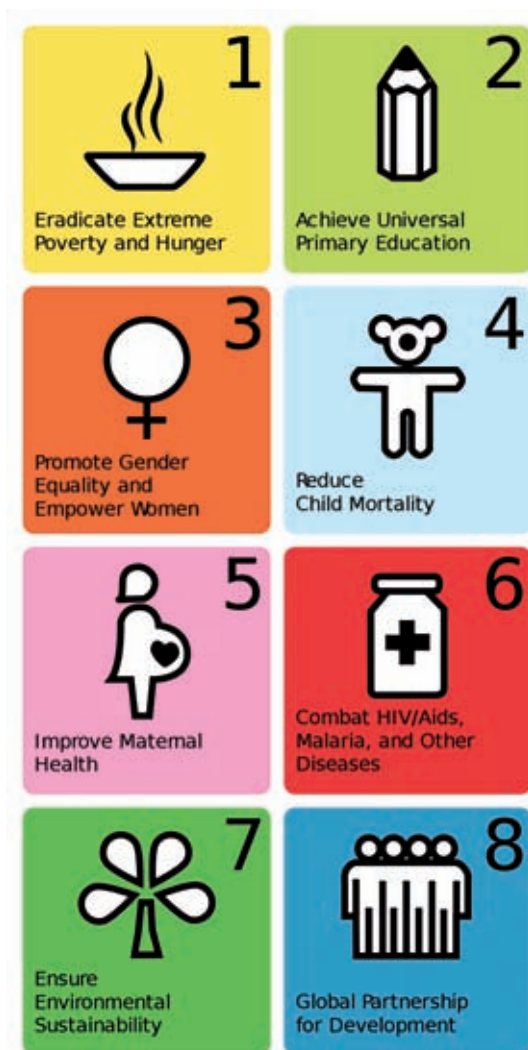 1
Eradicate Extreme
Poverty and Hunger
2
Achieve Universal
Primary Education
3
Promote Gender
Equality and
Empower Women
4
Reduce
Child Mortality
5
Improve Maternal
Health
6
Combat HIV/Aids,
Malaria, and Other
Diseases
7
Ensure
Environmental
Sustainability
8
Global Partnership
for Development